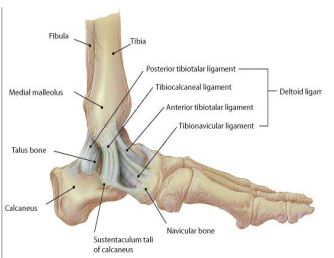 Fibula
Tibia
Posterior tibiotalar ligament
Tibiocalcaneal ligament
Medial malleolus
Deltoid ligam
Anterior tibiotalar ligament
Tibionavicular ligament
Talus bone
Calcaneus
Navicular bone
Sustentaculum tali
of calcaneus